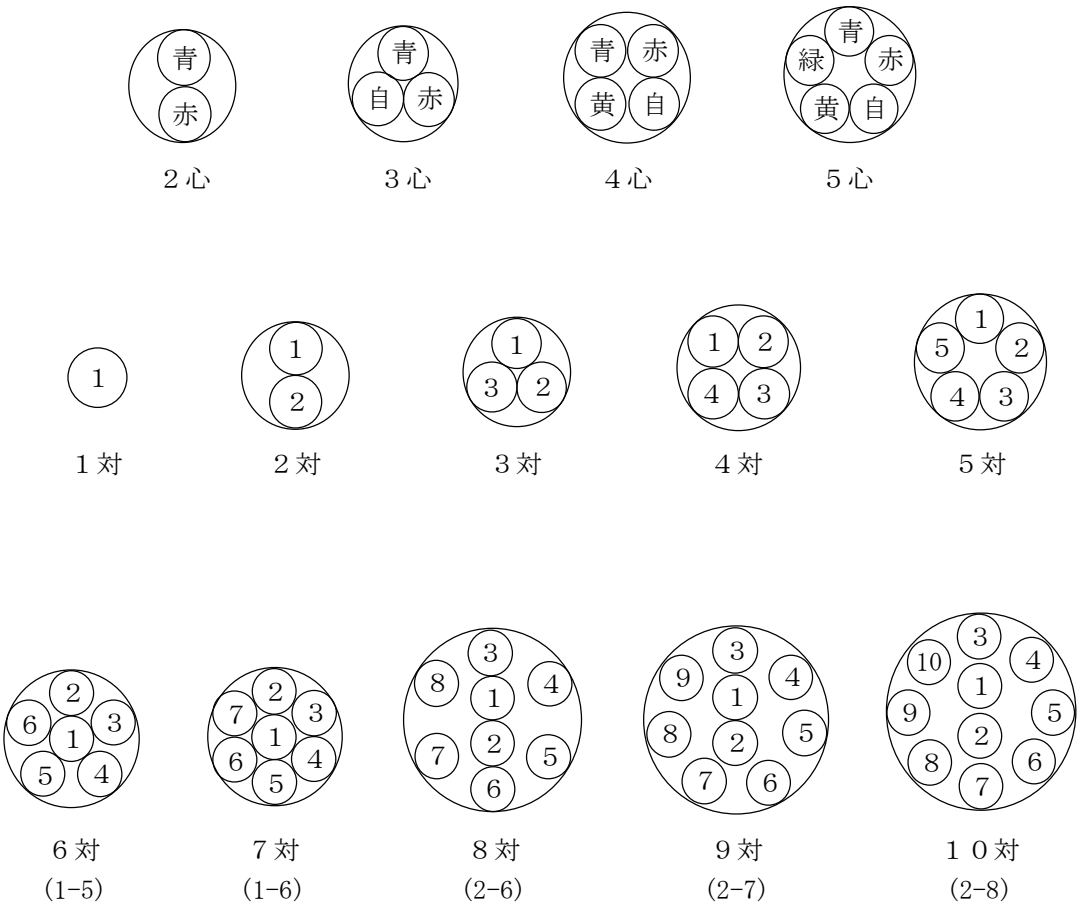 青 青 青 赤 青
赤 自 赤 黄 自 緑 赤
黄 自
２心 ３心 ４心 ５心
1 1 1 1 2 1
2 3 2 4 3 5 2
4 3
１対 ２対 ３対 ４対 ５対
2 2 3 3 3
6 3 7 3 8 4 9 4 10 4
1 1 1 1 1
5 4 6 4 2 8 5 9 5
5 7 5 2 2
6 7 6 8 6
7
６対 ７対 ８対 ９対 １０対
(1-5) (1-6) (2-6) (2-7) (2-8)